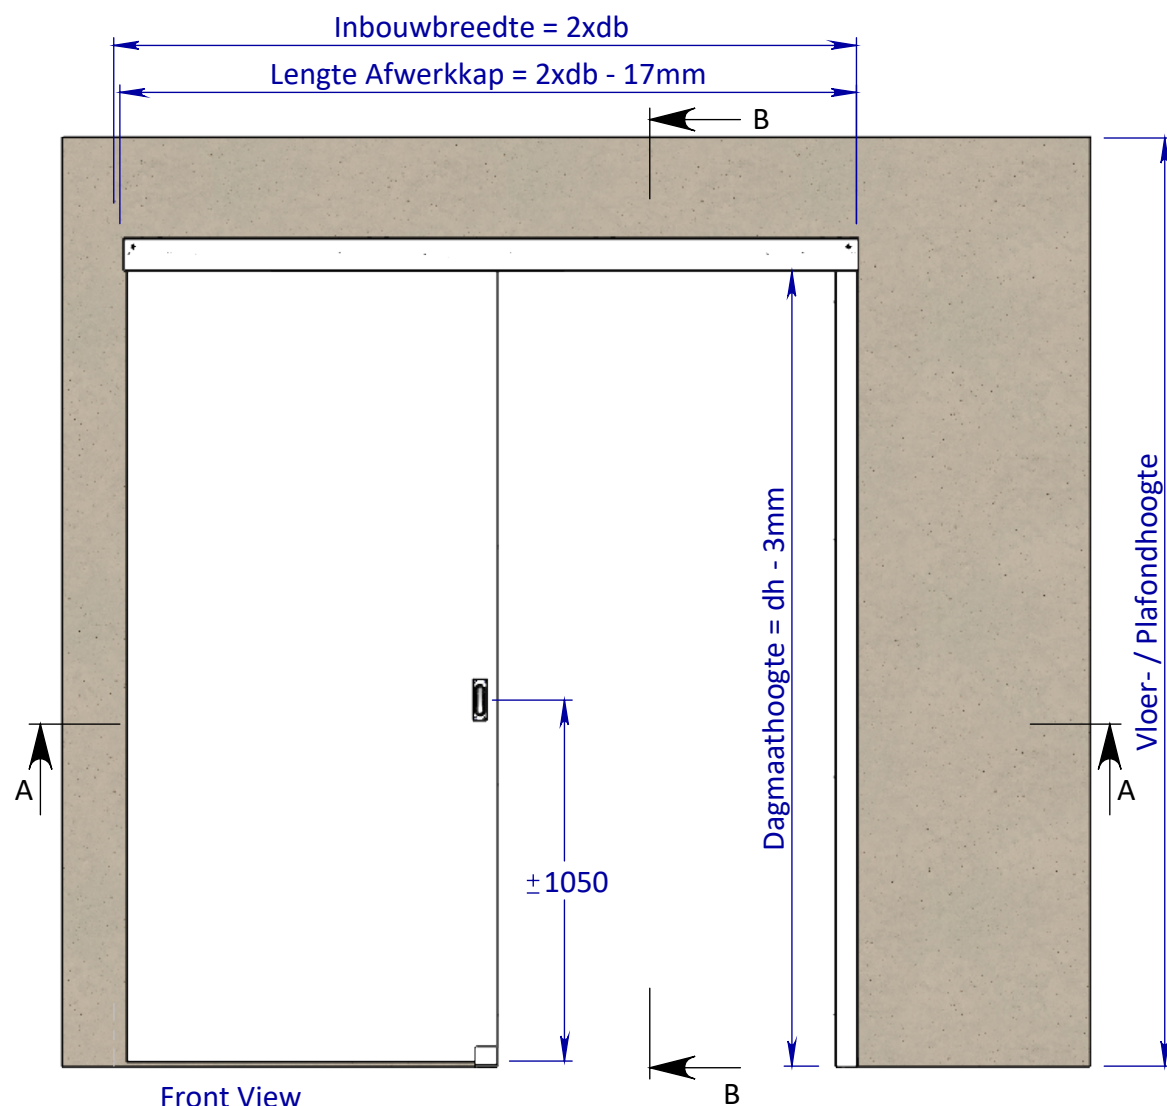 Inbouwbreedte = 2xdb
Lengte Afwerkkap = 2xdb - 17mm
B
Dagmaathoogte = dh - 3mm
Vloer- / Plafondhoogte
A
A
±1050
B
Front View